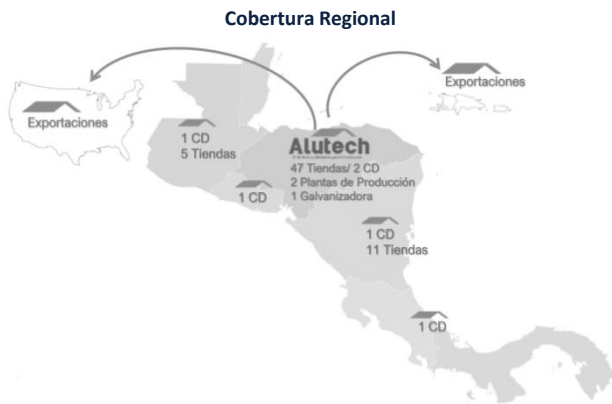 Cobertura Regional
Exportaciones
Exportaciones
1 CD
5 Tiendas
Alutech
47 Tiendas/ 2 CD
2 Plantas de Producción
1 Galvanizadora
1 CD
1 CD
11 Tiendas
1 CD